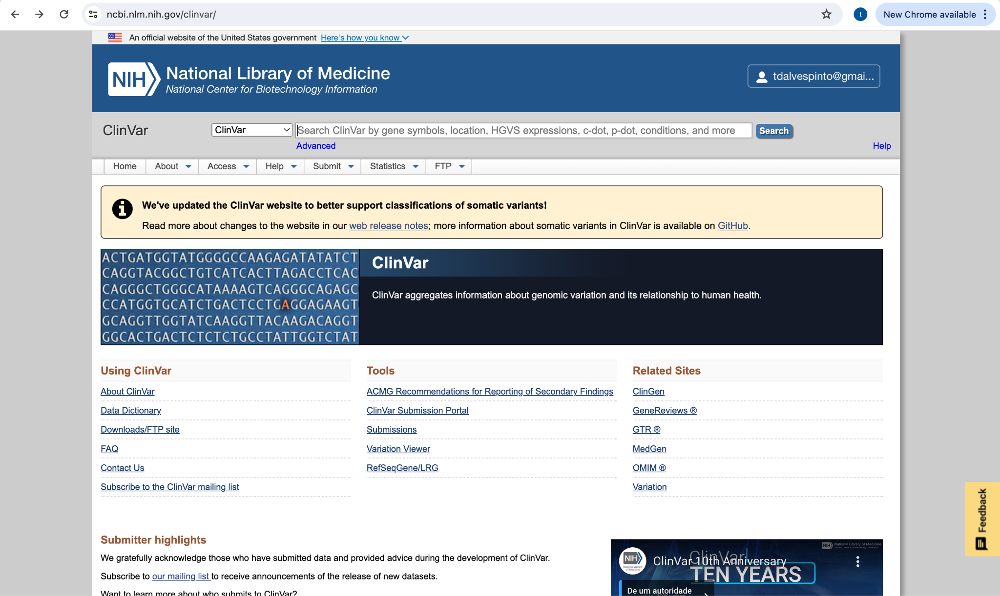 ncbi.nlm.nih.gov/clinvar/
t
New Chrome available
An official website of the United States government Here's how you know
NIH National Library of Medicine
National Center for Biotechnology Information
tdalvespinto@gmai...
ClinVar
ClinVar
Search ClinVar by gene symbols, location, HGVS expressions, c-dot, p-dot, conditions, and more
Search
Advanced
Help
Home About Access Help Submit Statistics FTP
We've updated the ClinVar website to better support classifications of somatic variants!
Read more about changes to the website in our web release notes; more information about somatic variants in ClinVar is available on GitHub.
ACTGATGGTATGGGGCCAAGAGATATATCT
CAGGTACGGCTGTCATCACTTAGACCTCAC
CAGGGCTGGGCATAAAAGTCAGGGCAGAGC
CCATGGTGCATCTGACTCCTGAGGAGAAGT
GCAGGTTGGTATCAAGGTTACAAGACAGGT
GGCACTGACTCTCTCTGCCTATTGGTCTAT
ClinVar
ClinVar aggregates information about genomic variation and its relationship to human health.
Using ClinVar
About ClinVar
Data Dictionary
Downloads/FTP site
FAQ
Contact Us
Subscribe to the ClinVar mailing list
Tools
ACMG Recommendations for Reporting of Secondary Findings
ClinVar Submission Portal
Submissions
Variation Viewer
RefSeqGene/LRG
Related Sites
ClinGen
GeneReviews ®
GTR ®
MedGen
OMIM ®
Variation
Feedback
Submitter highlights
We gratefully acknowledge those who have submitted data and provided advice during the development of ClinVar.
Subscribe to our mailing list to receive announcements of the release of new datasets.
Want to learn more about who submits to ClinVar?
NIH National Library of Medicine
NIH
National Library
of Medicine
ClinVar 10th Anniversary
ClinVar
TEN YEARS
De um autoridade